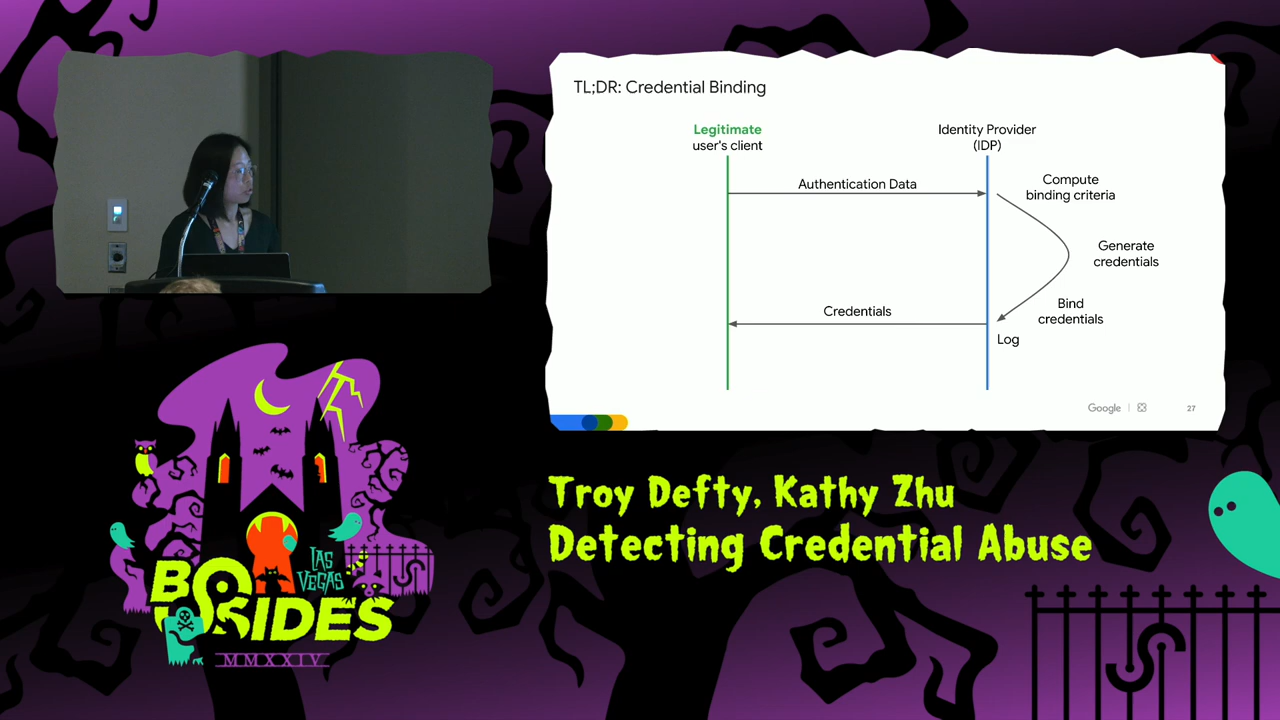 TL;DR: Credential Binding
Legitimate
user's client
Identity Provider
(IDP)
Authentication Data
Compute
binding criteria
Generate
credentials
Bind
credentials
Credentials
Log
Google
27
Troy Defty, Kathy Zhu
Detecting Credential Abuse
LAS
VEGAS
BSIDES
MMXXIV